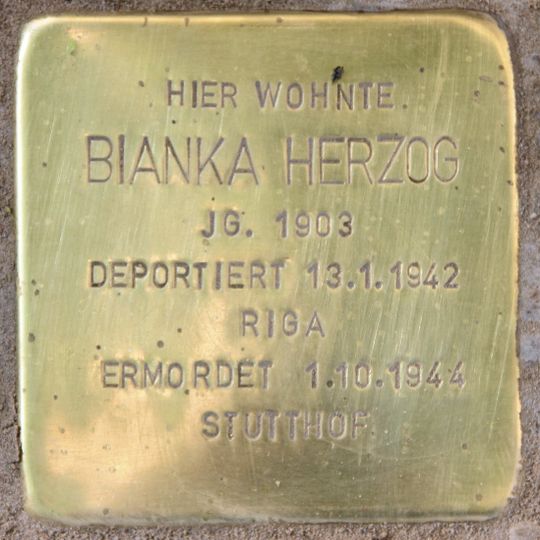 HIER WOHNTE
BIANKA HERZOG
JG. 1903
DEPORTIERT 13.1.1942
RIGA
ERMORDET 1.10.1944
STUTTHOF